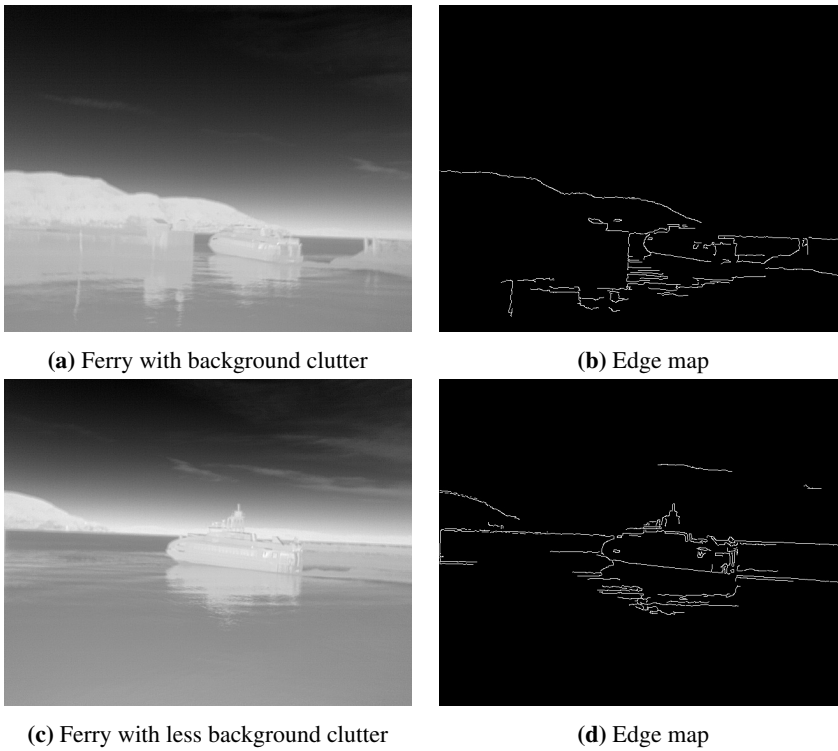 (a) Ferry with background clutter
(b) Edge map
(c) Ferry with less background clutter
(d) Edge map